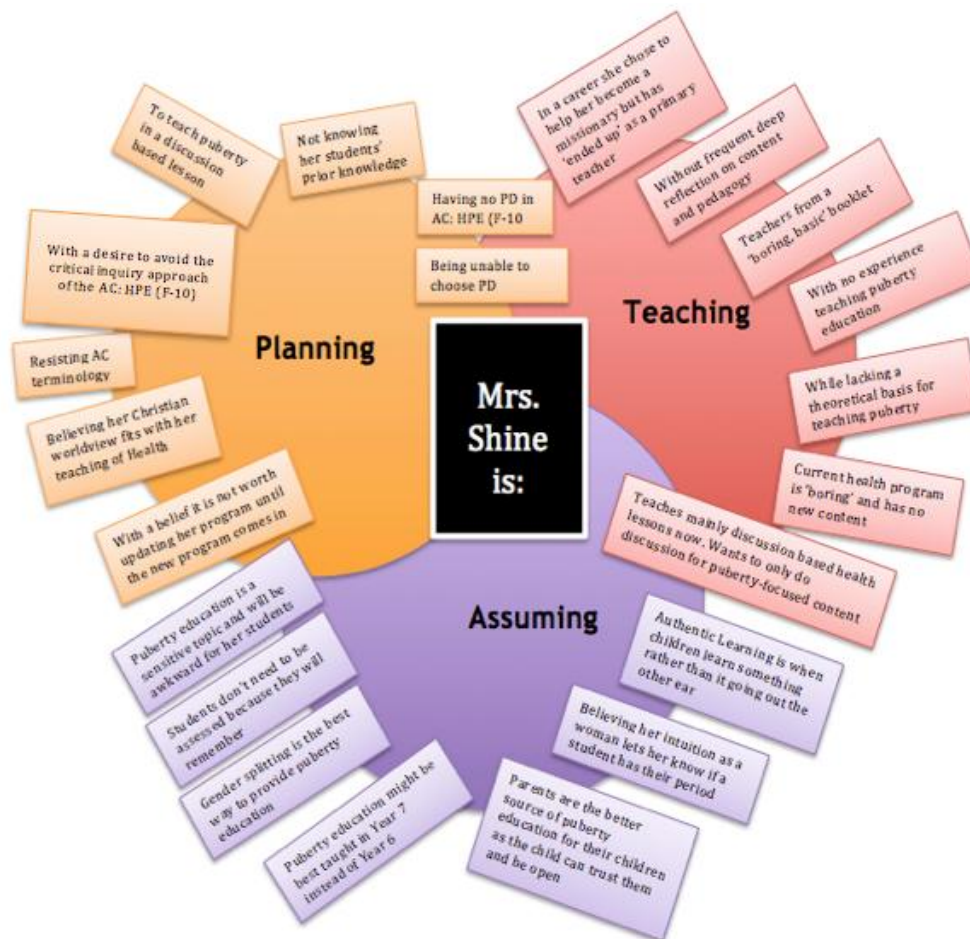 Mrs.
Shine
is:
Planning
To teach puberty
in a discussion
based lesson
Not knowing
her students'
prior knowledge
Having no PD in
AC: HPE (F-10
Being unable to
choose PD
With a desire to avoid the
critical inquiry approach
of the AC: HPE (F-10)
Resisting AC
terminology
Believing her Christian
worldview fits with her
teaching of Health
With a belief it is not worth
updating her program until
the new program comes in
Teaching
In a career she chose to
help her become a
missionary but has
'ended up' as a primary
teacher
Without frequent deep
reflection on content
and pedagogy
Teachers from a
'boring, basic' booklet
With no experience
teaching puberty
education
While lacking a
theoretical basis for
teaching puberty
Current health program
is 'boring' and has no
new content
Teaches mainly discussion based health
lessons now. Wants to only do
discussion for puberty-focused content
Assuming
Puberty education is a
sensitive topic and will be
awkward for her students
Students don't need to be
assessed because they will
remember
Gender splitting is the best
way to provide puberty
education
Puberty education might be
best taught in Year 7
instead of Year 6
Parents are the better
source of puberty
education for their children
as the child can trust them
and be open
Believing her intuition as a
woman lets her know if a
student has their period
Authentic Learning is when
children learn something
rather than it going out the
other ear